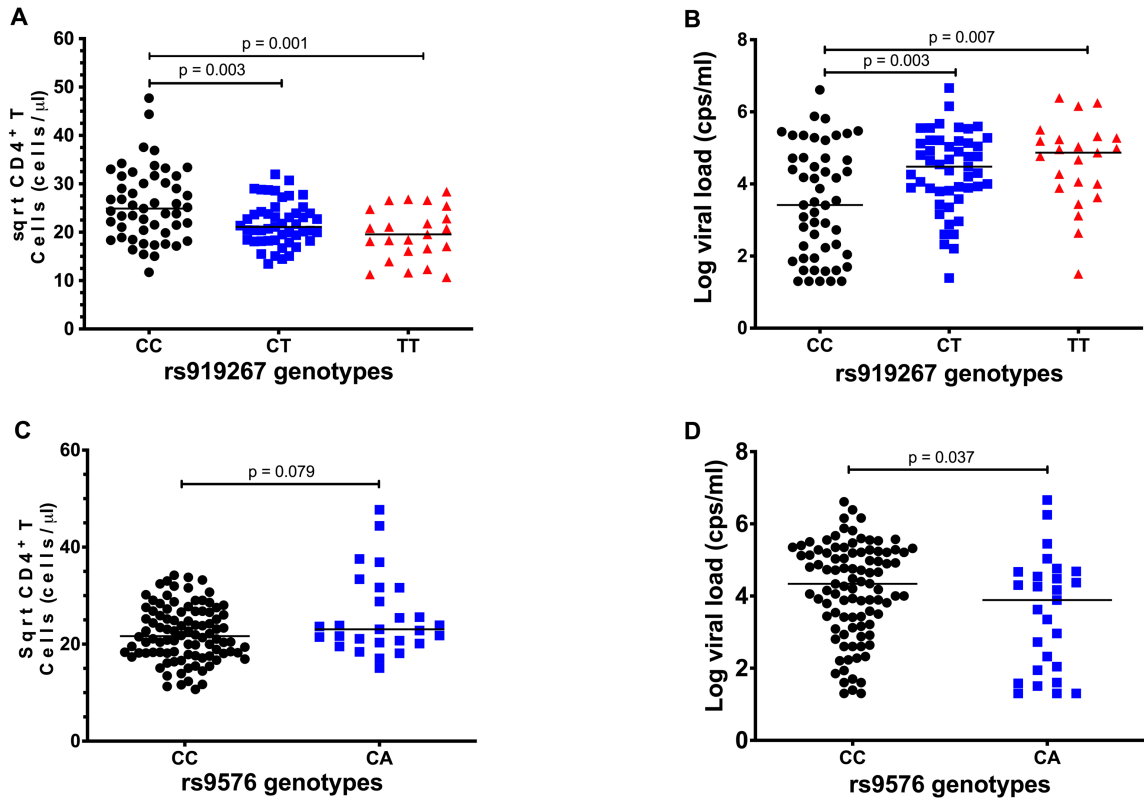 A
sqrt CD4⁺ T
Cells (cells/µl)
60
50
40
30
20
10
0
p = 0.001
p = 0.003
CC
CT
TT
rs919267 genotypes
B
Log viral load (cps/ml)
8
6
4
2
0
p = 0.007
p = 0.003
CC
CT
TT
rs919267 genotypes
C
Sqrt CD4⁺ T
Cells (cells/µl)
60
40
20
0
p = 0.079
CC
CA
rs9576 genotypes
D
Log viral load (cps/ml)
8
6
4
2
0
p = 0.037
CC
CA
rs9576 genotypes